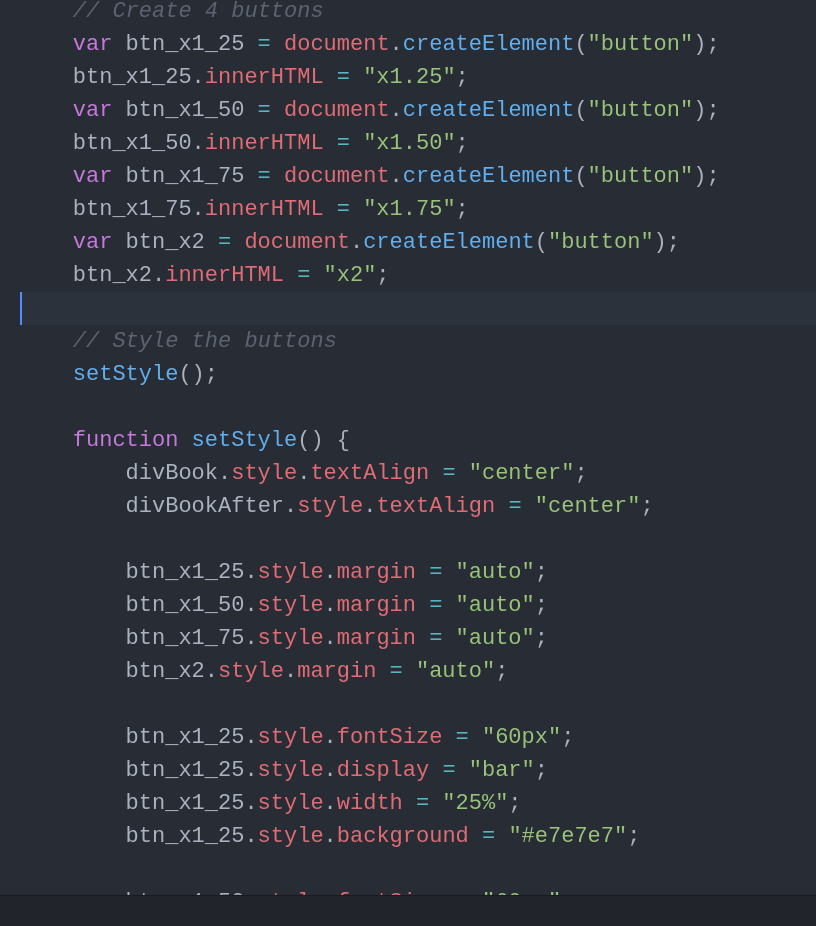 // Create 4 buttons
var btn_x1_25 = document.createElement("button");
btn_x1_25.innerHTML = "x1.25";
var btn_x1_50 = document.createElement("button");
btn_x1_50.innerHTML = "x1.50";
var btn_x1_75 = document.createElement("button");
btn_x1_75.innerHTML = "x1.75";
var btn_x2 = document.createElement("button");
btn_x2.innerHTML = "x2";
// Style the buttons
setStyle();
function setStyle() {
divBook.style.textAlign = "center";
divBookAfter.style.textAlign = "center";
btn_x1_25.style.margin = "auto";
btn_x1_50.style.margin = "auto";
btn_x1_75.style.margin = "auto";
btn_x2.style.margin = "auto";
btn_x1_25.style.fontSize = "60px";
btn_x1_25.style.display = "bar";
btn_x1_25.style.width = "25%";
btn_x1_25.style.background = "#e7e7e7";